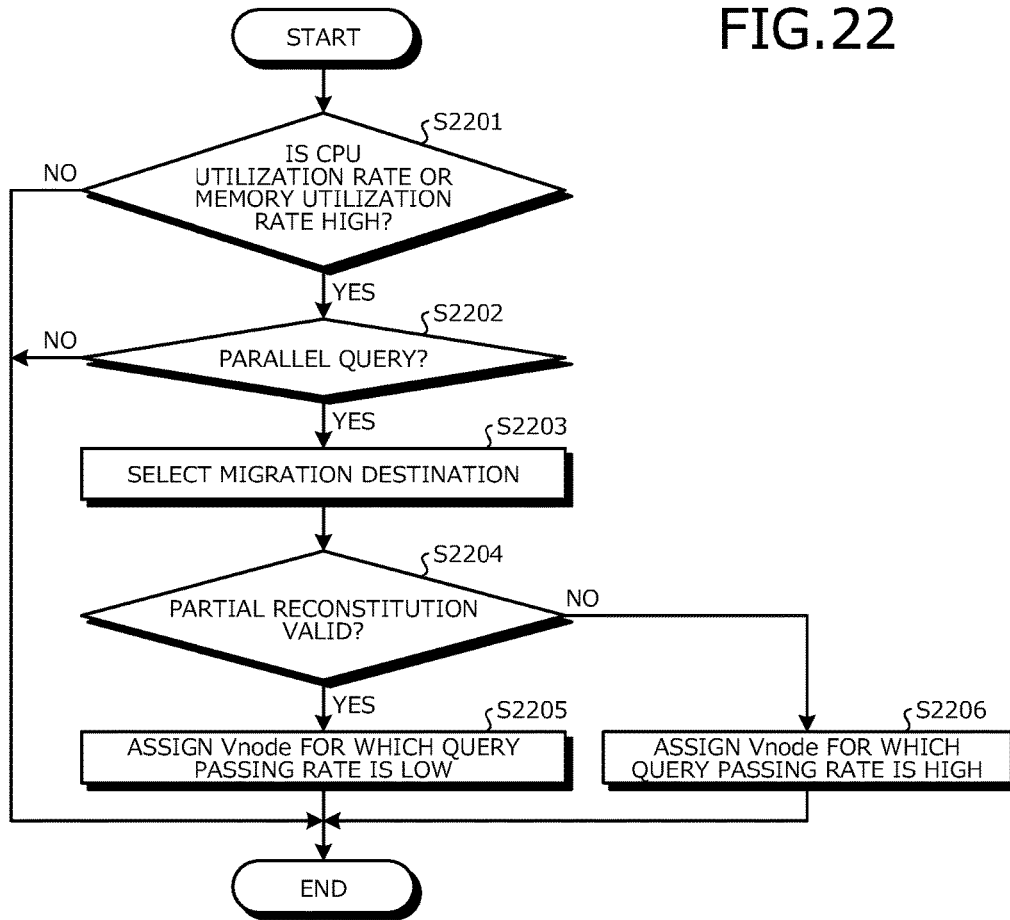 FIG.22
START
S2201
IS CPU
UTILIZATION RATE OR
MEMORY UTILIZATION
RATE HIGH?
NO
YES
S2202
PARALLEL QUERY?
NO
YES
S2203
SELECT MIGRATION DESTINATION
S2204
PARTIAL RECONSTITUTION
VALID?
NO
YES
S2205
ASSIGN Vnode FOR WHICH QUERY
PASSING RATE IS LOW
S2206
ASSIGN Vnode FOR WHICH
QUERY PASSING RATE IS HIGH
END